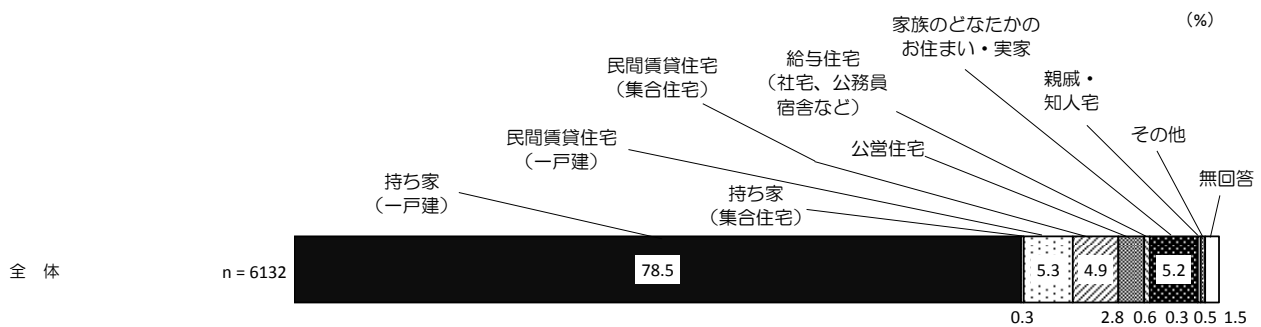 (%)
家族のどなたかの
お住まい・実家
給与住宅
（社宅、公務員
宿舎など）
民間賃貸住宅
（集合住宅）
親戚・
知人宅
その他
民間賃貸住宅
（一戸建）
公営住宅
無回答
持ち家
（一戸建）
持ち家
（集合住宅）
全 体 n = 6132 78.5 5.3 4.9 5.2
0.3 2.8 0.6 0.3 0.5 1.5